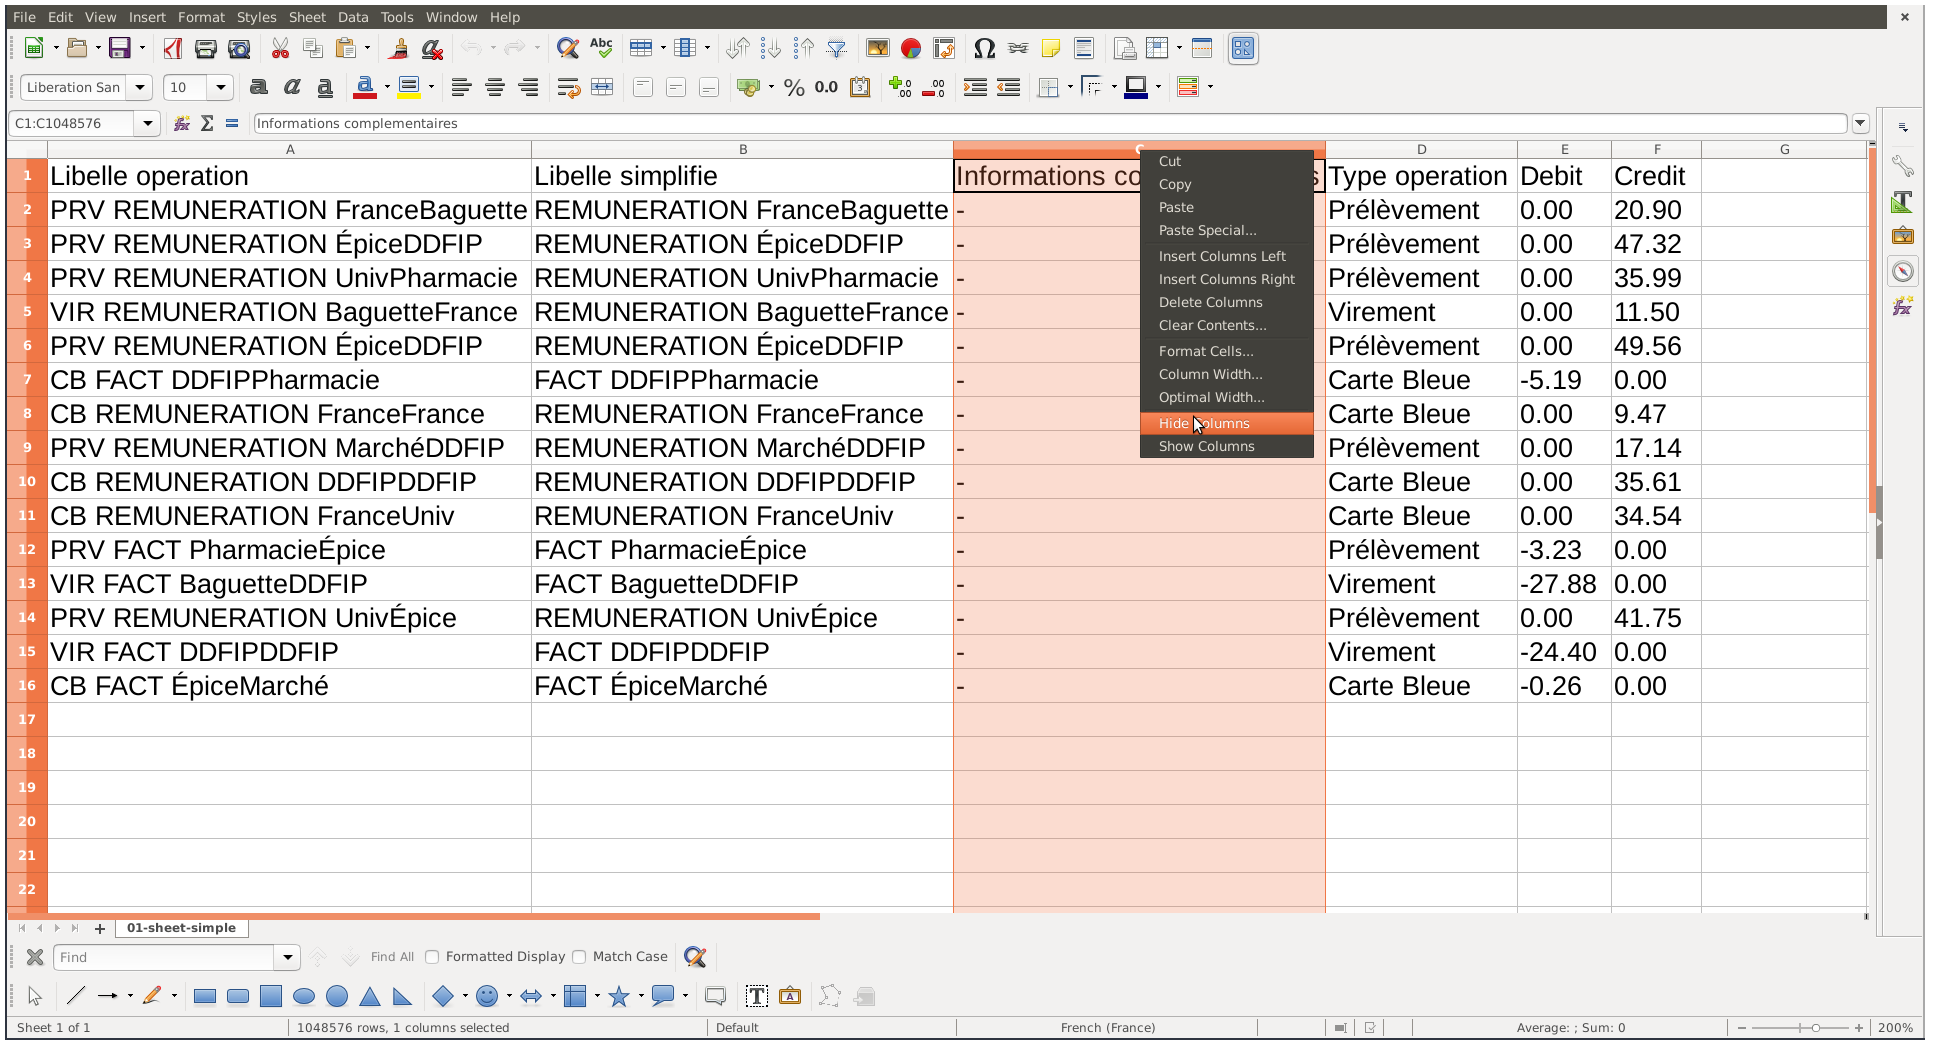 File Edit View Insert Format Styles Sheet Data Tools Window Help
Liberation San 10
C1:C1048576 Informations complementaires
A B D E F G
1 Libelle operation Libelle simplifie Informations co s Type operation Debit Credit
2 PRV REMUNERATION FranceBaguette REMUNERATION FranceBaguette - Prélèvement 0.00 20.90
3 PRV REMUNERATION ÉpiceDDFIP REMUNERATION ÉpiceDDFIP - Prélèvement 0.00 47.32
4 PRV REMUNERATION UnivPharmacie REMUNERATION UnivPharmacie - Prélèvement 0.00 35.99
5 VIR REMUNERATION BaguetteFrance REMUNERATION BaguetteFrance - Virement 0.00 11.50
6 PRV REMUNERATION ÉpiceDDFIP REMUNERATION ÉpiceDDFIP - Prélèvement 0.00 49.56
7 CB FACT DDFIPPharmacie FACT DDFIPPharmacie - Carte Bleue -5.19 0.00
8 CB REMUNERATION FranceFrance REMUNERATION FranceFrance - Carte Bleue 0.00 9.47
9 PRV REMUNERATION MarchéDDFIP REMUNERATION MarchéDDFIP - Prélèvement 0.00 17.14
10 CB REMUNERATION DDFIPDDFIP REMUNERATION DDFIPDDFIP - Carte Bleue 0.00 35.61
11 CB REMUNERATION FranceUniv REMUNERATION FranceUniv - Carte Bleue 0.00 34.54
12 PRV FACT PharmacieÉpice FACT PharmacieÉpice - Prélèvement -3.23 0.00
13 VIR FACT BaguetteDDFIP FACT BaguetteDDFIP - Virement -27.88 0.00
14 PRV REMUNERATION UnivÉpice REMUNERATION UnivÉpice - Prélèvement 0.00 41.75
15 VIR FACT DDFIPDDFIP FACT DDFIPDDFIP - Virement -24.40 0.00
16 CB FACT ÉpiceMarché FACT ÉpiceMarché - Carte Bleue -0.26 0.00
17
18
19
20
21
22
Cut
Copy
Paste
Paste Special...
Insert Columns Left
Insert Columns Right
Delete Columns
Clear Contents...
Format Cells...
Column Width...
Optimal Width...
Hide Columns
Show Columns
01-sheet-simple
Find Find All Formatted Display Match Case
Sheet 1 of 1 1048576 rows, 1 columns selected Default French (France) Average: ; Sum: 0 200%